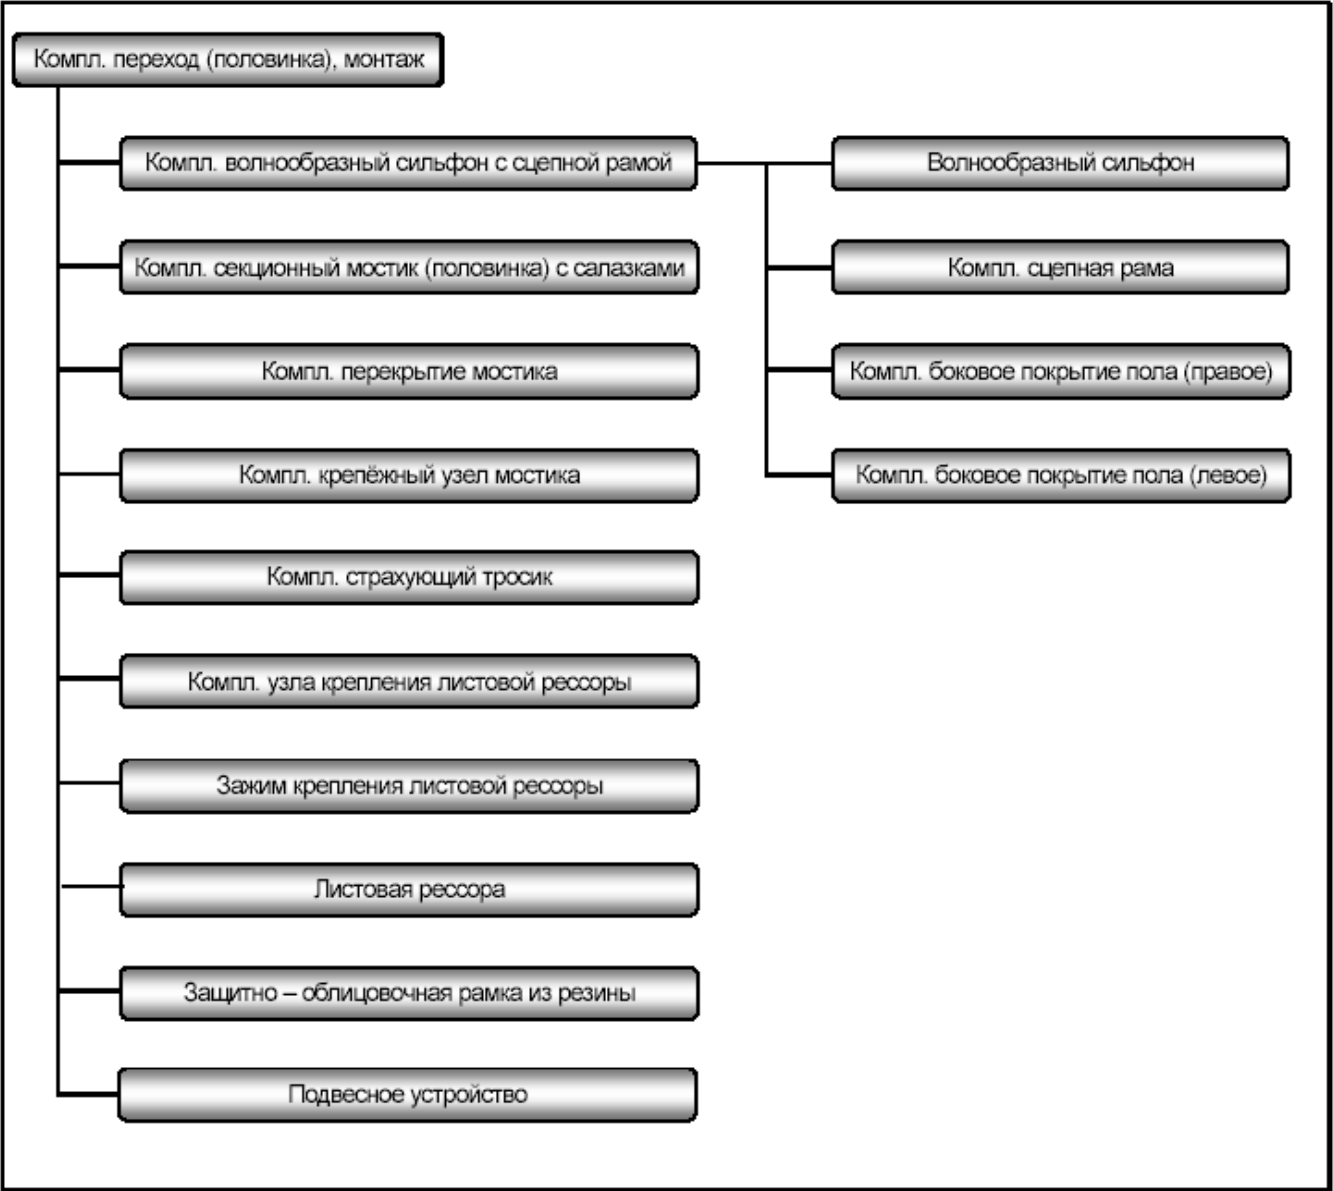 Компл. переход (половинка), монтаж
Компл. волнообразный сильфон с сцепной рамой
Волнообразный сильфон
Компл. секционный мостик (половинка) с салазками
Компл. сцепная рама
Компл. перекрытие мостика
Компл. боковое покрытие пола (правое)
Компл. крепёжный узел мостика
Компл. боковое покрытие пола (левое)
Компл. страхующий тросик
Компл. узла крепления листовой рессоры
Зажим крепления листовой рессоры
Листовая рессора
Защитно – облицовочная рамка из резины
Подвесное устройство